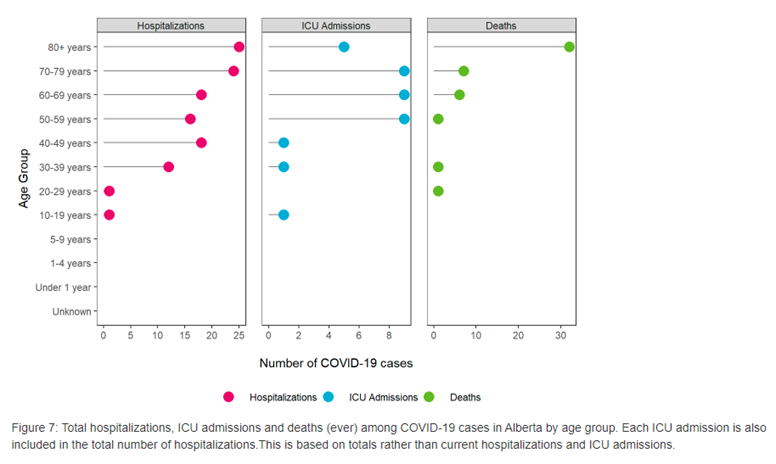 Hospitalizations ICU Admissions Deaths
80+ years
70-79 years
60-69 years
50-59 years
40-49 years
30-39 years
20-29 years
10-19 years
5-9 years
1-4 years
Under 1 year
Unknown
Age Group
0 5 10 15 20 25 0 2 4 6 8 0 10 20 30
Number of COVID-19 cases
Hospitalizations ICU Admissions Deaths
Figure 7: Total hospitalizations, ICU admissions and deaths (ever) among COVID-19 cases in Alberta by age group. Each ICU admission is also
included in the total number of hospitalizations.This is based on totals rather than current hospitalizations and ICU admissions.